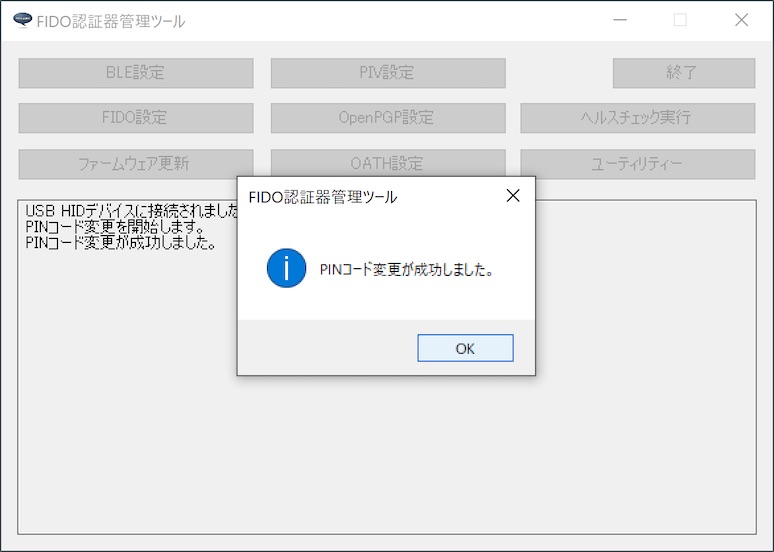 FIDO認証器管理ツール
BLE設定
PIV設定
終了
FIDO設定
OpenPGP設定
ヘルスチェック実行
ファームウェア更新
OATH設定
ユーティリティー
USB HIDデバイスに接続されました
PINコード変更を開始します。
PINコード変更が成功しました。
FIDO認証器管理ツール
PINコード変更が成功しました。
OK